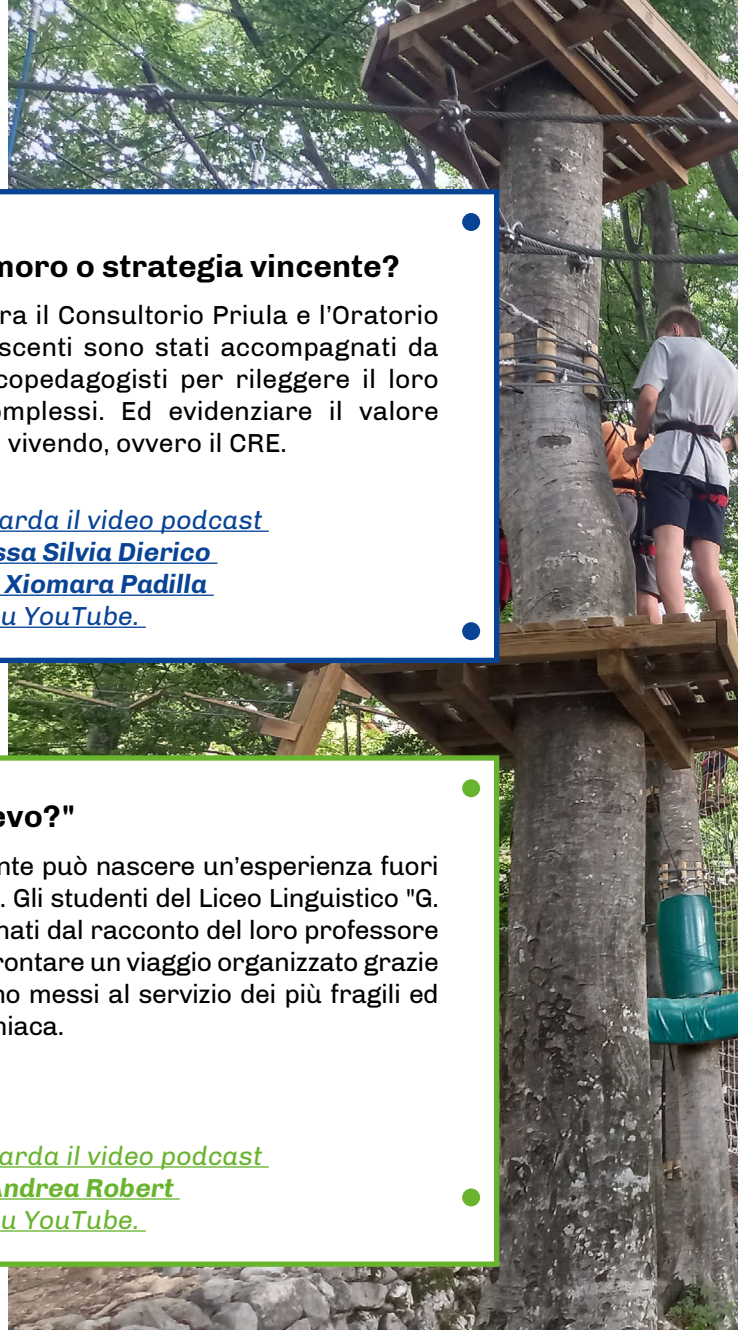 moro o strategia vincente?
ra il Consultorio Priula e l’Oratorio
scenti sono stati accompagnati da
copedagogisti per rileggere il loro
mplessi. Ed evidenziare il valore
vivendo, ovvero il CRE.
arda il video podcast
ssa Silvia Dierico
Xiomara Padilla
u YouTube.
evo?"
nte può nascere un’esperienza fuori
. Gli studenti del Liceo Linguistico "G.
nati dal racconto del loro professore
rontare un viaggio organizzato grazie
no messi al servizio dei più fragili ed
niaca.
arda il video podcast
Andrea Robert
u YouTube.